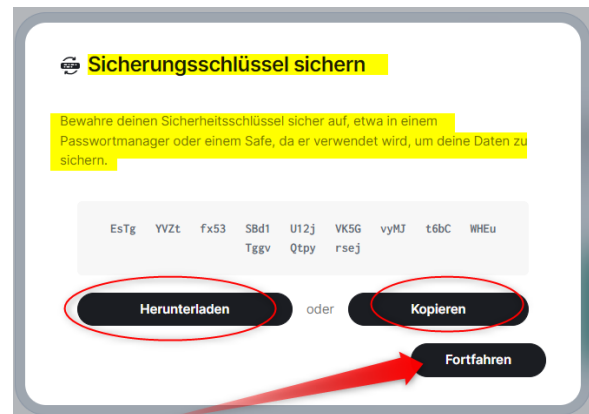 Sicherungsschlüssel sichern
Bewahre deinen Sicherheitsschlüssel sicher auf, etwa in einem
Passwortmanager oder einem Safe, da er verwendet wird, um deine Daten zu
sichern.
EsTg YVZt fx53 SBd1 U12j VK5G vyMJ t6bC WHEu
Tggv Qtpy rsej
Herunterladen oder Kopieren
Fortfahren